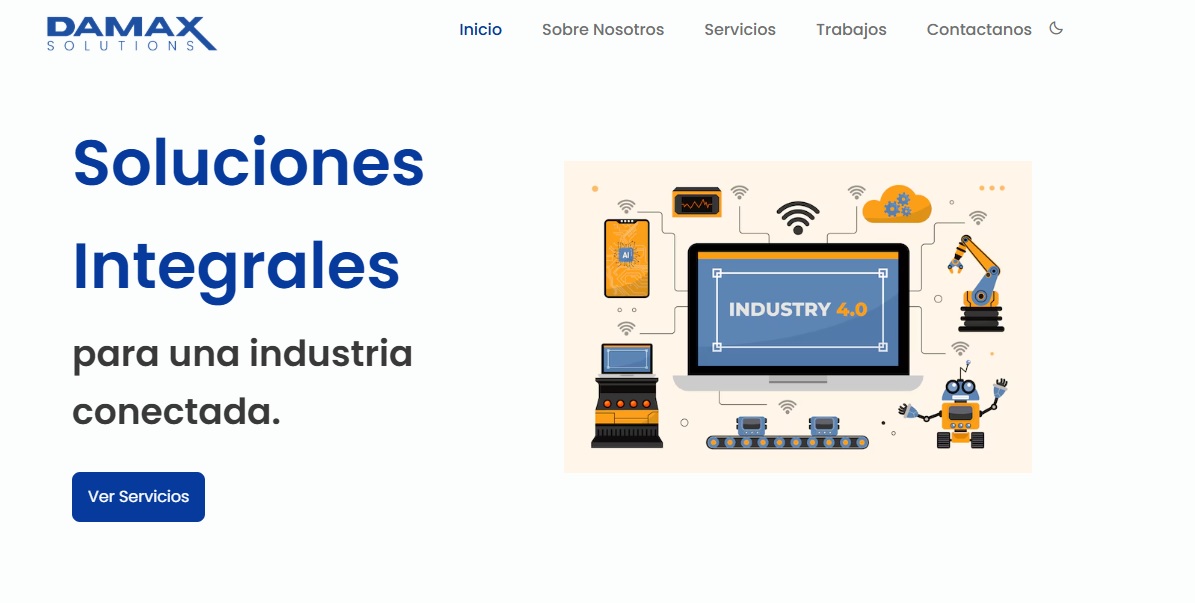 DAMAX
SOLUTIONS
Inicio
Sobre Nosotros
Servicios
Trabajos
Contactanos
Soluciones
Integrales
para una industria
conectada.
Ver Servicios
AI
INDUSTRY 4.0